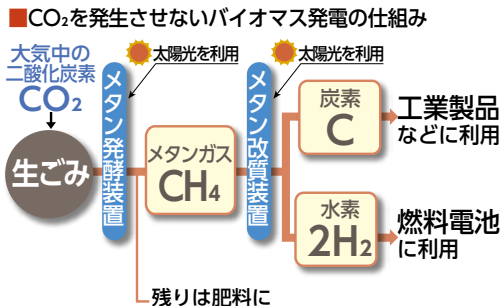 ■CO₂を発生させないバイオマス発電の仕組み
大気中の
二酸化炭素
CO₂
生ごみ
メタン発酵装置
太陽光を利用
メタンガス
CH₄
メタン改質装置
太陽光を利用
炭素
C
工業製品
などに利用
水素
2H₂
燃料電池
に利用
残りは肥料に